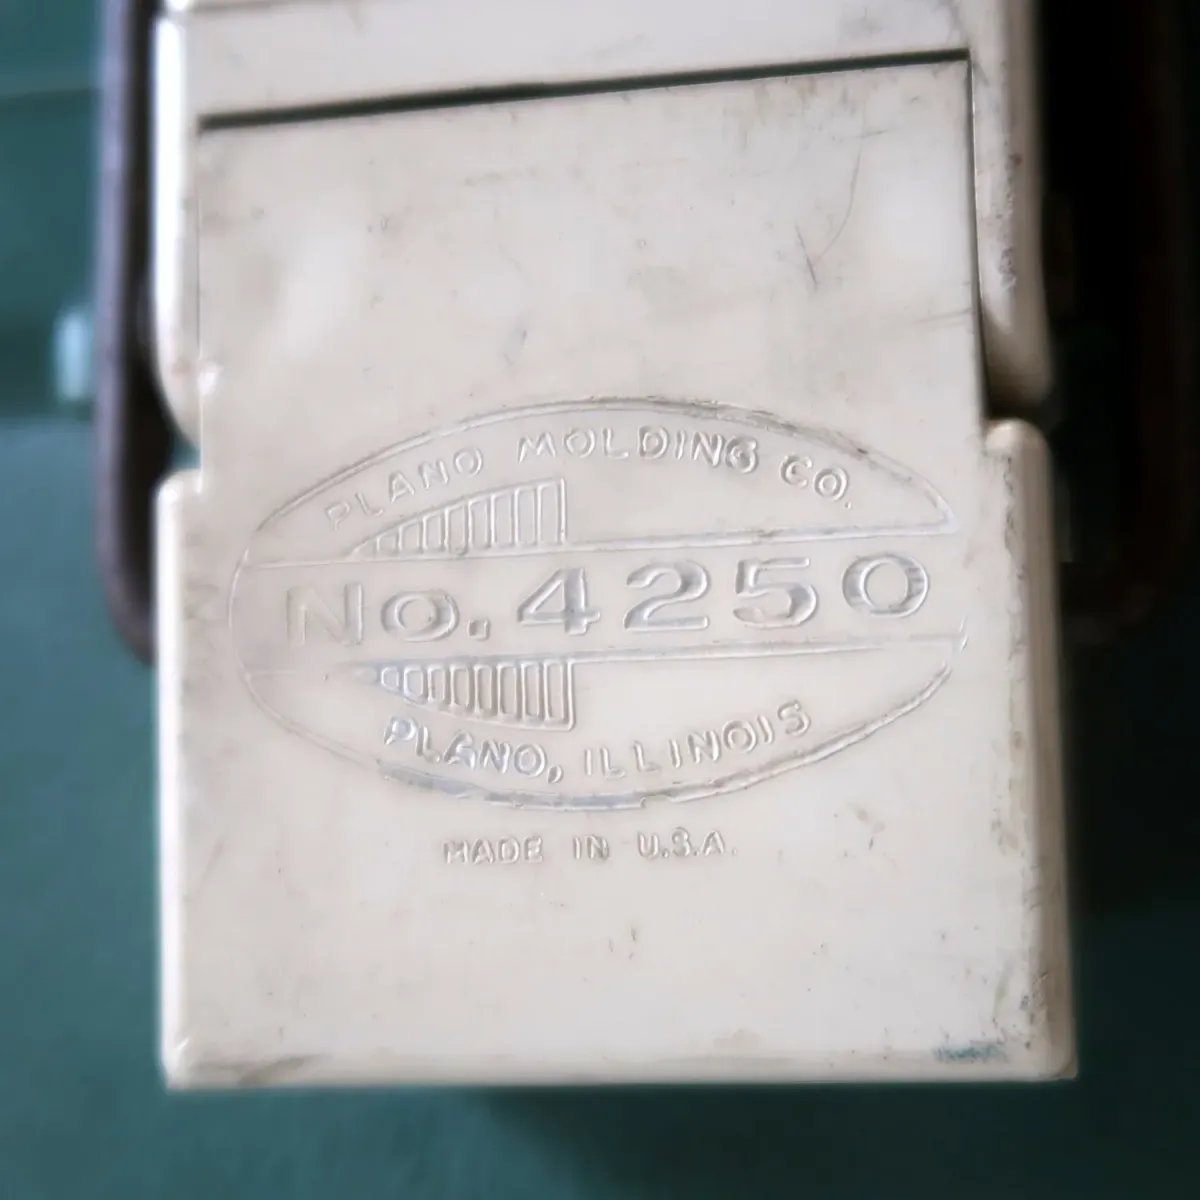 PLANO MOLDING CO.
No. 4250
PLANO, ILLINOIS
MADE IN U.S.A.